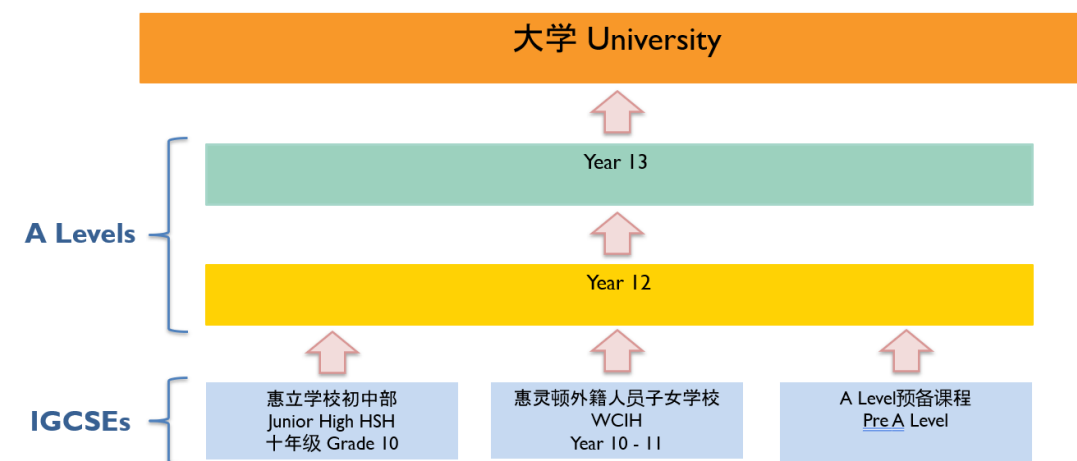 大学 University
Year 13
A Levels
Year 12
IGCSEs
惠立学校初中部
Junior High HSH
十年级 Grade 10
惠灵顿外籍人员子女学校
WCIH
Year 10 - 11
A Level预备课程
Pre A Level